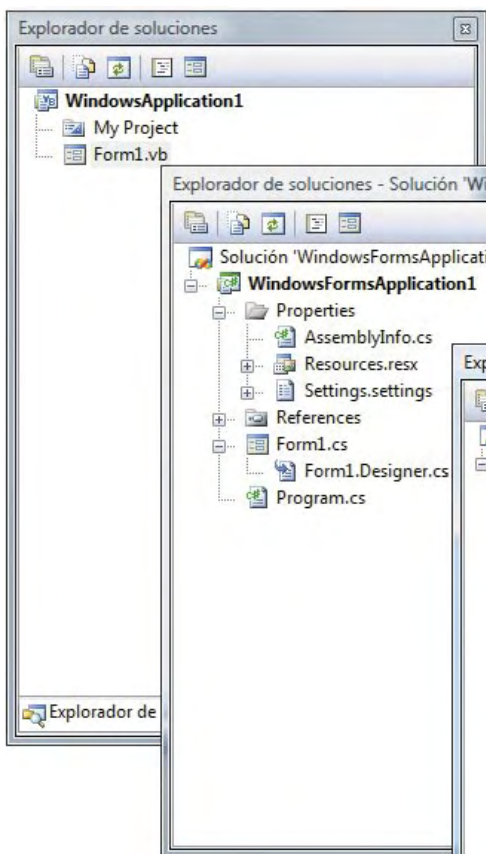 Explorador de soluciones
WindowsApplication1
My Project
Form1.vb
Explorador de
Explorador de soluciones - Solución 'Wi
Solución 'WindowsFormsApplicati
WindowsFormsApplication1
Properties
AssemblyInfo.cs
Resources.resx
Settings.settings
References
Form1.cs
Form1.Designer.cs
Program.cs
Exp